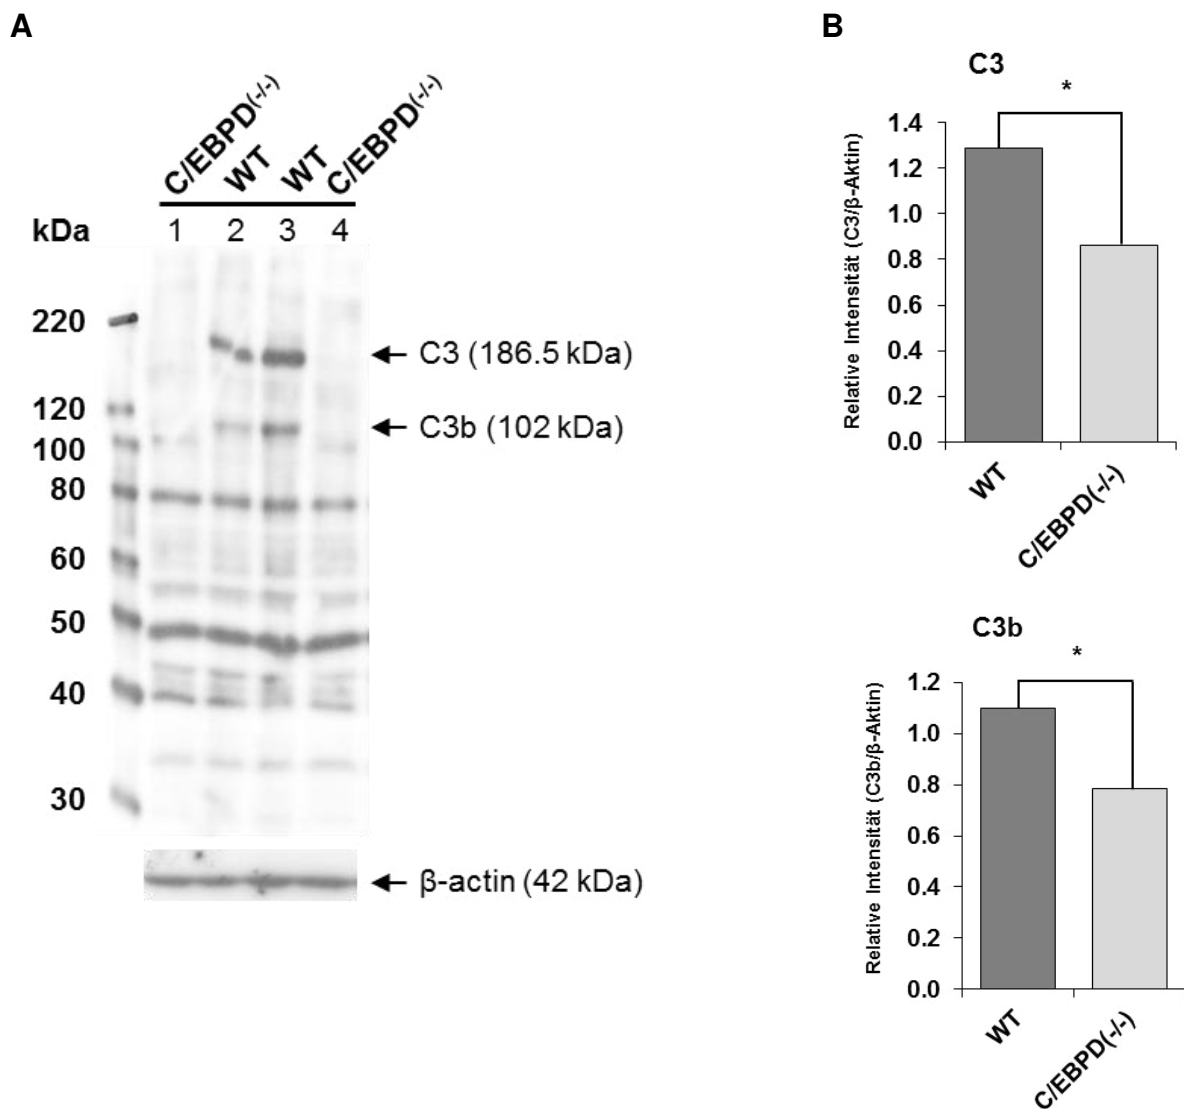 A
C/EBPD(-/-)
WT
WT
C/EBPD(-/-)
kDa
1 2 3 4
220
120
100
80
60
50
40
30
C3 (186.5 kDa)
C3b (102 kDa)
β-actin (42 kDa)
B
C3
*
Relative Intensität (C3/β-Aktin)
1.4
1.2
1.0
0.8
0.6
0.4
0.2
0.0
WT
C/EBPD(-/-)
C3b
*
Relative Intensität (C3b/β-Aktin)
1.2
1.0
0.8
0.6
0.4
0.2
0.0
WT
C/EBPD(-/-)